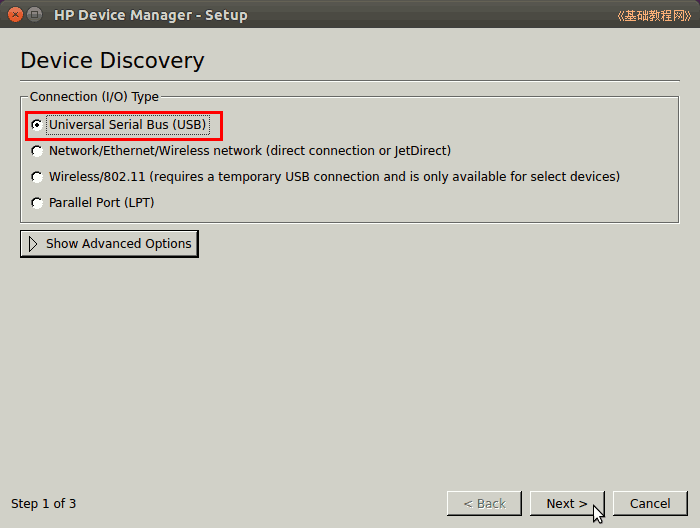 HP Device Manager - Setup
《基础教程网》
Device Discovery
Connection (I/O) Type
Universal Serial Bus (USB)
Network/Ethernet/Wireless network (direct connection or JetDirect)
Wireless/802.11 (requires a temporary USB connection and is only available for select devices)
Parallel Port (LPT)
Show Advanced Options
Step 1 of 3
< Back
Next >
Cancel